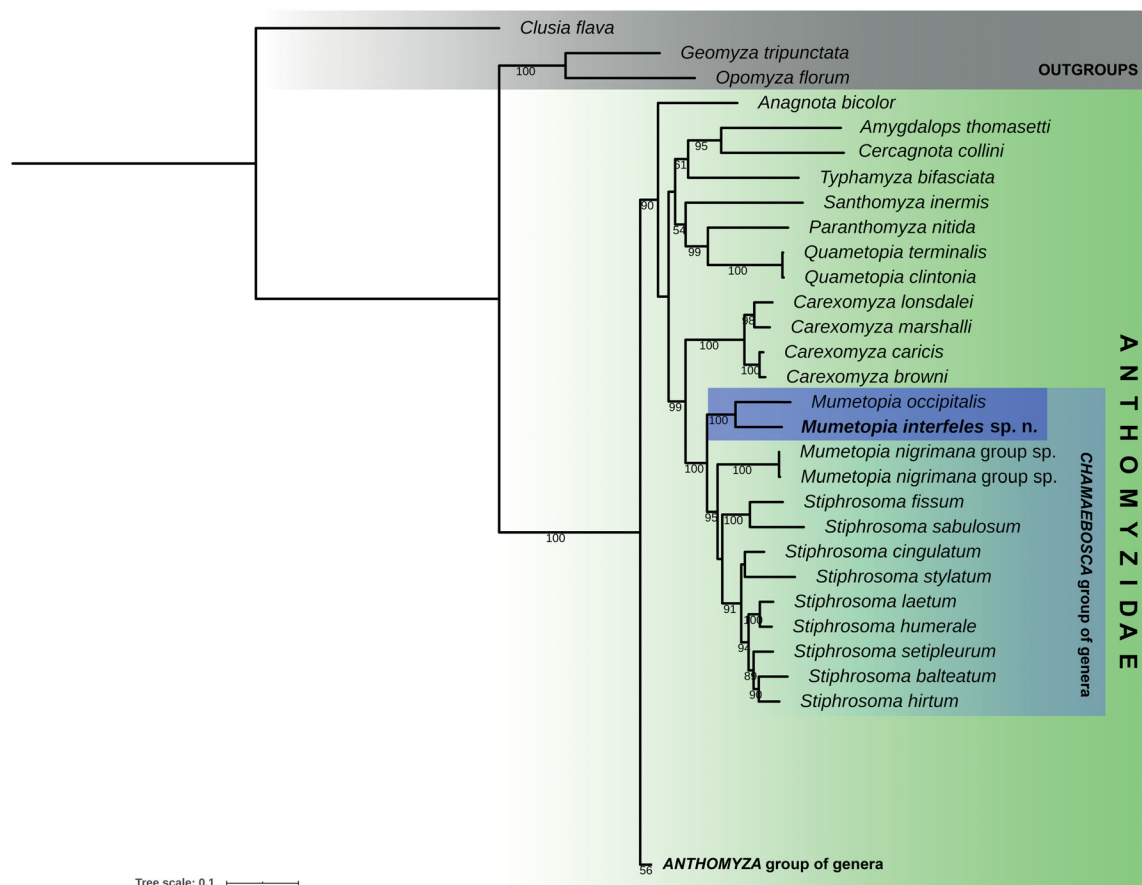 Clusia flava
Geomyza tripunctata
100
Opomyza florum
OUTGROUPS
Anagnota bicolor
Amygdalops thomasetti
95
Cercagnota collini
61
Typhamyza bifasciata
90
Santhomyza inermis
54
Paranthomyza nitida
99
Quametopia terminalis
100
Quametopia clintonia
Carexomyza lonsdalei
98
Carexomyza marshalli
100
Carexomyza caricis
100
Carexomyza browni
99
Mumetopia occipitalis
100
Mumetopia interfeles sp. n.
Mumetopia nigrimana group sp.
100
100
Mumetopia nigrimana group sp.
Stiphrosoma fissum
95
100
Stiphrosoma sabulosum
100
Stiphrosoma cingulatum
Stiphrosoma stylatum
91
Stiphrosoma laetum
100
Stiphrosoma humerale
94
Stiphrosoma setipleurum
89
Stiphrosoma balteatum
90
Stiphrosoma hirtum
CHAMAEBOSCA group of genera
ANTHOMYZIDAE
ANTHOMYZA group of genera
56
Tree scale: 0.1